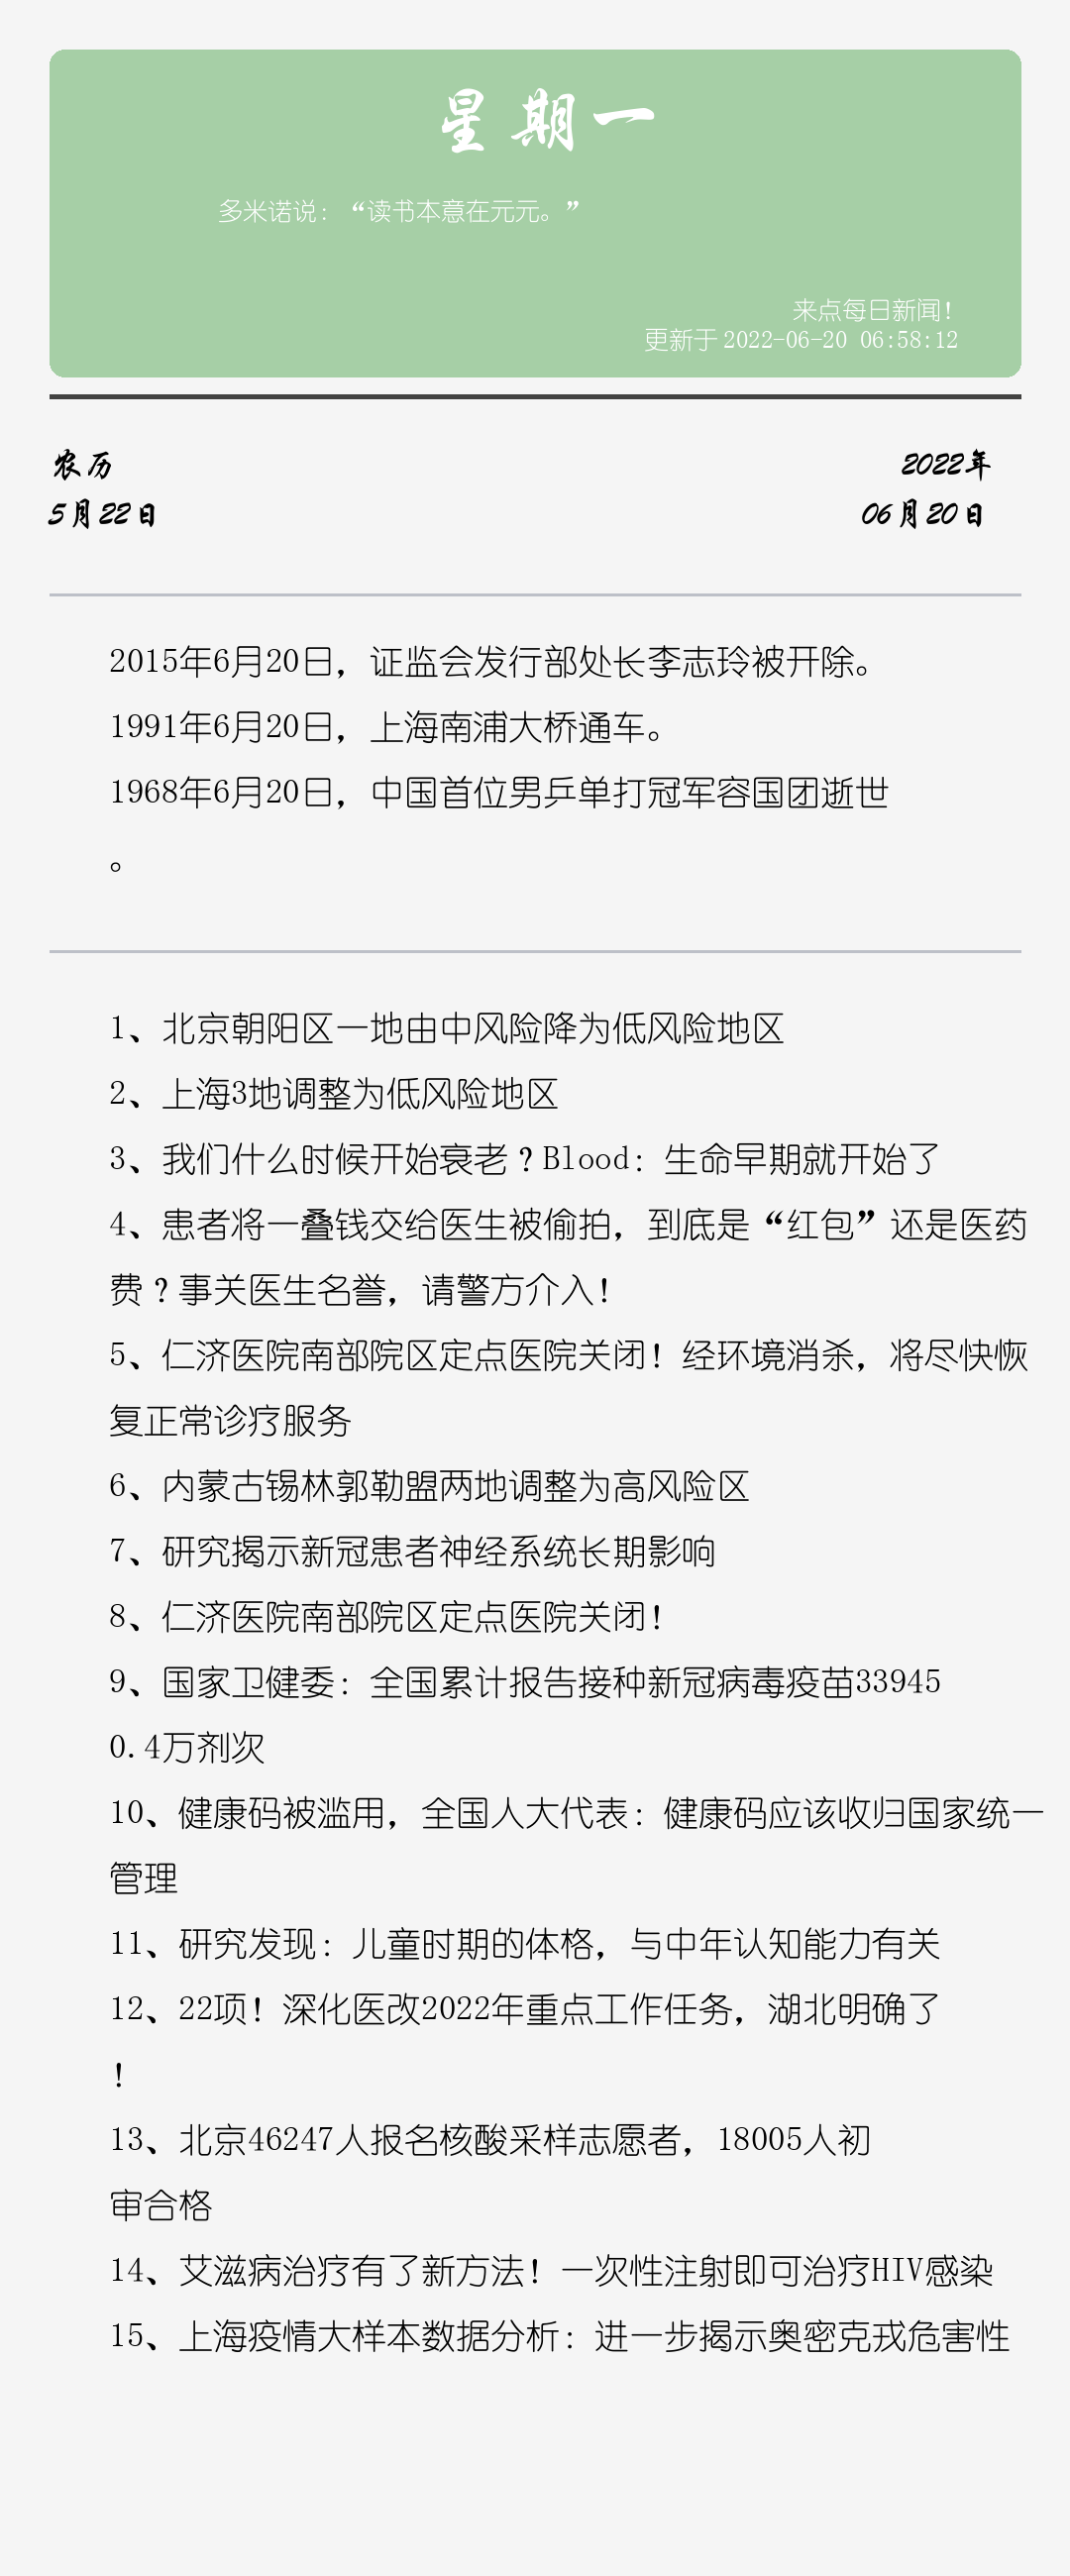 星期一
多米诺说：“读书本意在元元。”
来点每日新闻！
更新于 2022-06-20 06:58:12
农历
2022年
5月22日
06月20日
2015年6月20日，证监会发行部处长李志玲被开除。
1991年6月20日，上海南浦大桥通车。
1968年6月20日，中国首位男乒单打冠军容国团逝世
。
1、北京朝阳区一地由中风险降为低风险地区
2、上海3地调整为低风险地区
3、我们什么时候开始衰老？Blood：生命早期就开始了
4、患者将一叠钱交给医生被偷拍，到底是“红包”还是医药
费？事关医生名誉，请警方介入！
5、仁济医院南部院区定点医院关闭！经环境消杀，将尽快恢
复正常诊疗服务
6、内蒙古锡林郭勒盟两地调整为高风险区
7、研究揭示新冠患者神经系统长期影响
8、仁济医院南部院区定点医院关闭！
9、国家卫健委：全国累计报告接种新冠病毒疫苗33945
0.4万剂次
10、健康码被滥用，全国人大代表：健康码应该收归国家统一
管理
11、研究发现：儿童时期的体格，与中年认知能力有关
12、22项！深化医改2022年重点工作任务，湖北明确了
！
13、北京46247人报名核酸采样志愿者，18005人初
审合格
14、艾滋病治疗有了新方法！一次性注射即可治疗HIV感染
15、上海疫情大样本数据分析：进一步揭示奥密克戎危害性